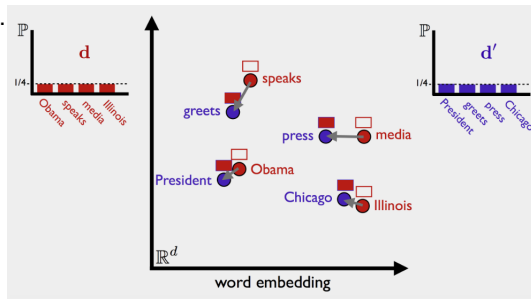 .
ℙ
d
1/4
Obama
speaks
media
Illinois
speaks
greets
press
media
Obama
President
Chicago
Illinois
ℝᵈ
word embedding
ℙ
d′
1/4
President
greets
press
Chicago